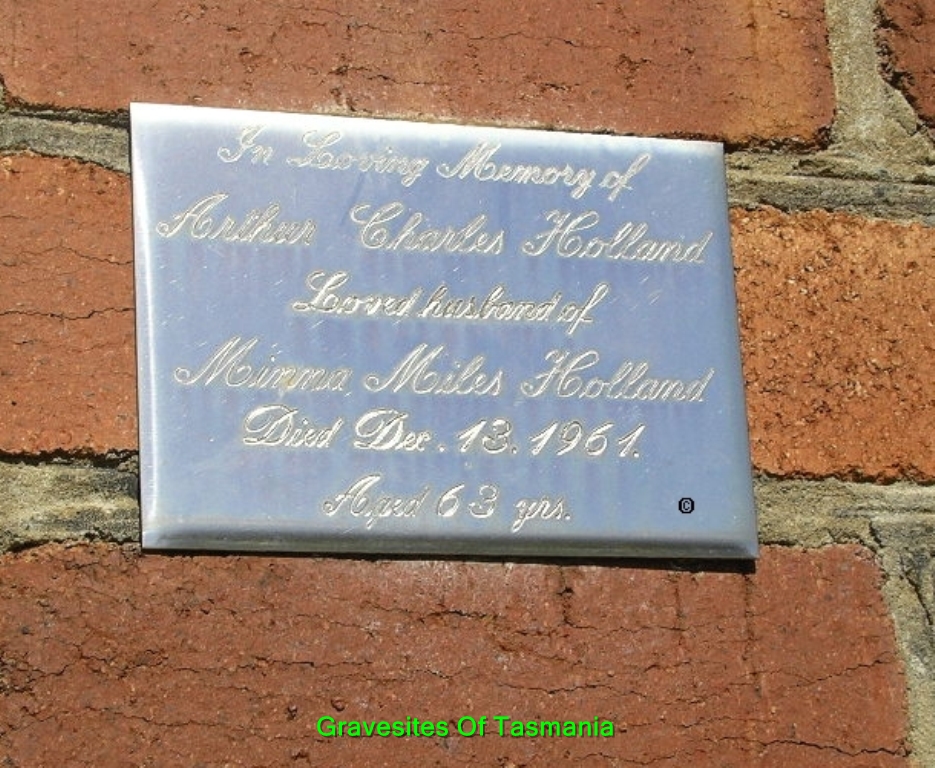 In Loving Memory of
Arthur Charles Holland
Loved husband of
Minma Miles Holland
Died Dec. 13. 1961.
Aged 63 yrs.
©
Gravesites Of Tasmania